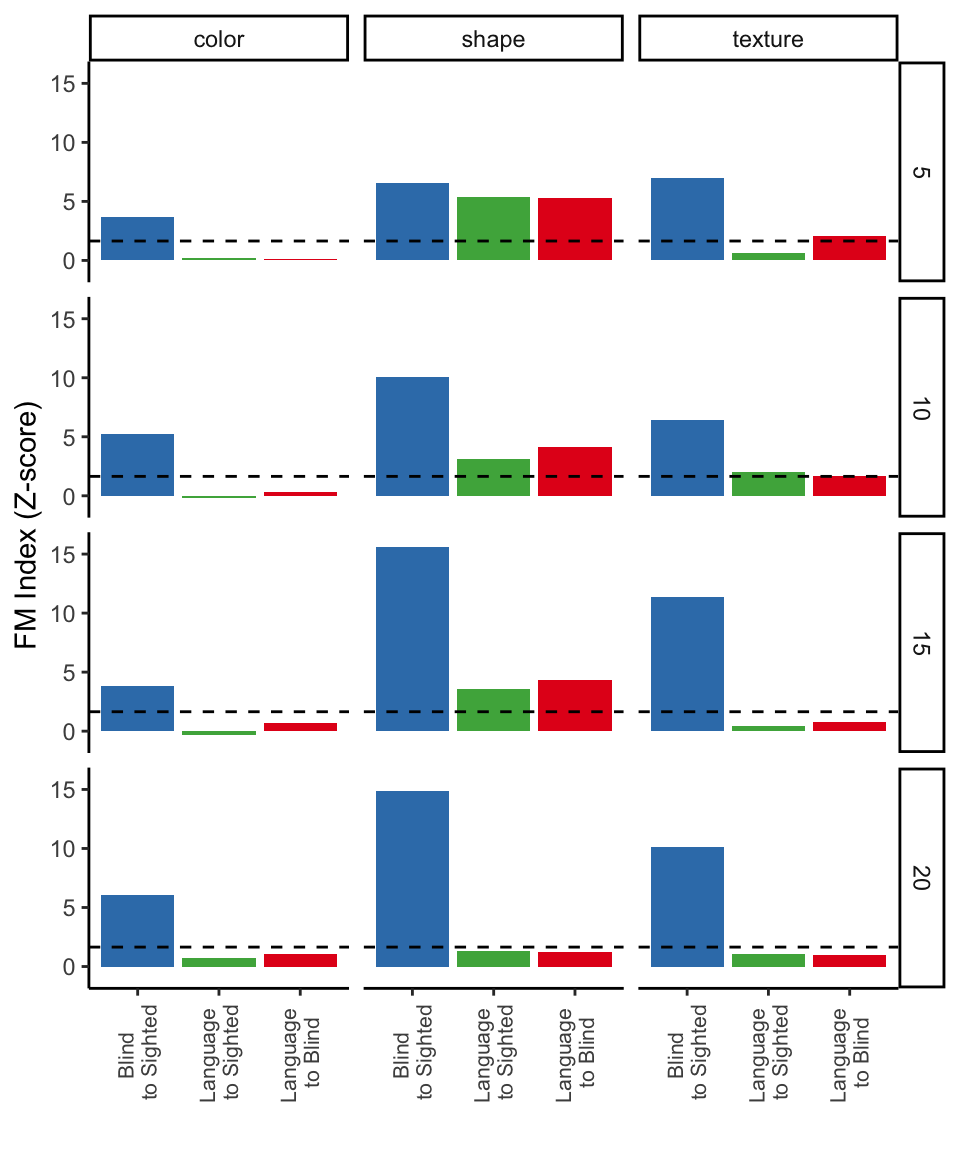 color
shape
texture
FM Index (Z-score)
15
10
5
0
5
15
10
5
0
10
15
10
5
0
15
15
10
5
0
20
Blind
to Sighted
Language
to Sighted
Language
to Blind
Blind
to Sighted
Language
to Sighted
Language
to Blind
Blind
to Sighted
Language
to Sighted
Language
to Blind